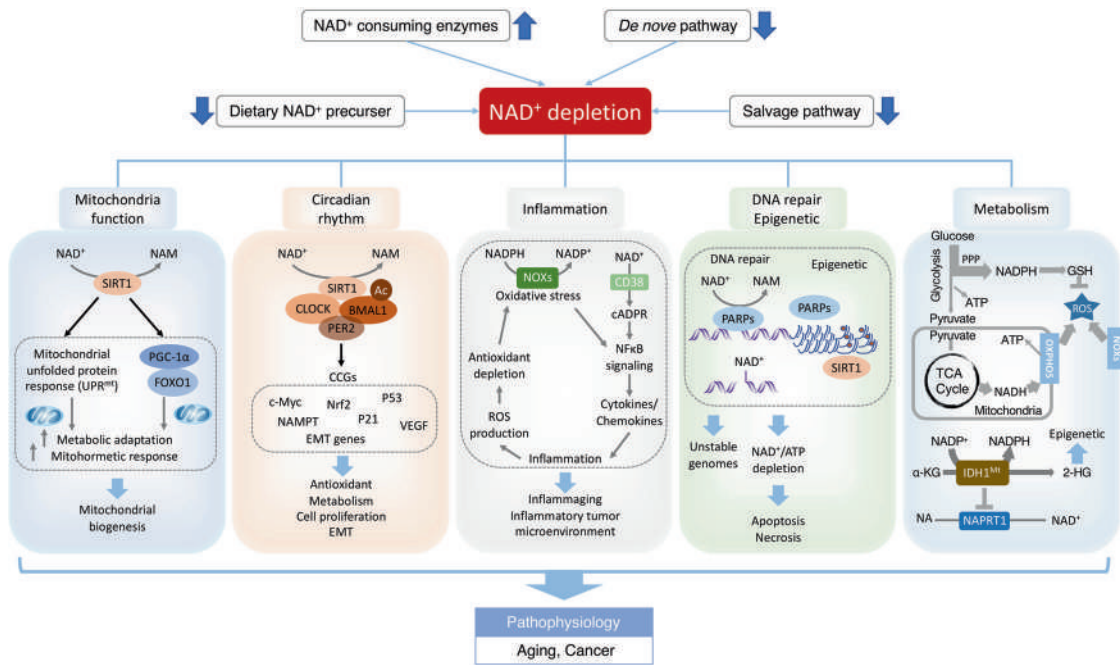 NAD⁺ consuming enzymes
De nove pathway
Dietary NAD⁺ precurser
NAD⁺ depletion
Salvage pathway
Mitochondria
function
NAD⁺
NAM
SIRT1
Mitochondrial
unfolded protein
response (UPRᵐᵗ)
PGC-1α
FOXO1
Metabolic adaptation
Mitohormetic response
Mitochondrial
biogenesis
Circadian
rhythm
NAD⁺
NAM
SIRT1
Ac
CLOCK
BMAL1
PER2
CCGs
c-Myc
Nrf2
P53
NAMPT
P21
VEGF
EMT genes
Antioxidant
Metabolism
Cell proliferation
EMT
Inflammation
NADPH
NADP⁺
NAD⁺
NOXs
CD38
Oxidative stress
cADPR
Antioxidant
depletion
NFκB
signaling
ROS
production
Cytokines/
Chemokines
Inflammation
Inflammaging
Inflammatory tumor
microenvironment
DNA repair
Epigenetic
DNA repair
Epigenetic
NAD⁺
NAM
PARPs
PARPs
NAD⁺
SIRT1
Unstable
genomes
NAD⁺/ATP
depletion
Apoptosis
Necrosis
Metabolism
Glucose
Glycolysis
PPP
NADPH
GSH
ATP
ROS
Pyruvate
Pyruvate
ATP
OXPHOS
NOXs
TCA
Cycle
NADH
Mitochondria
NADP⁺
NADPH
Epigenetic
α-KG
IDH1ᴹᵗ
2-HG
NA
NAPRT1
NAD⁺
Pathophysiology
Aging, Cancer